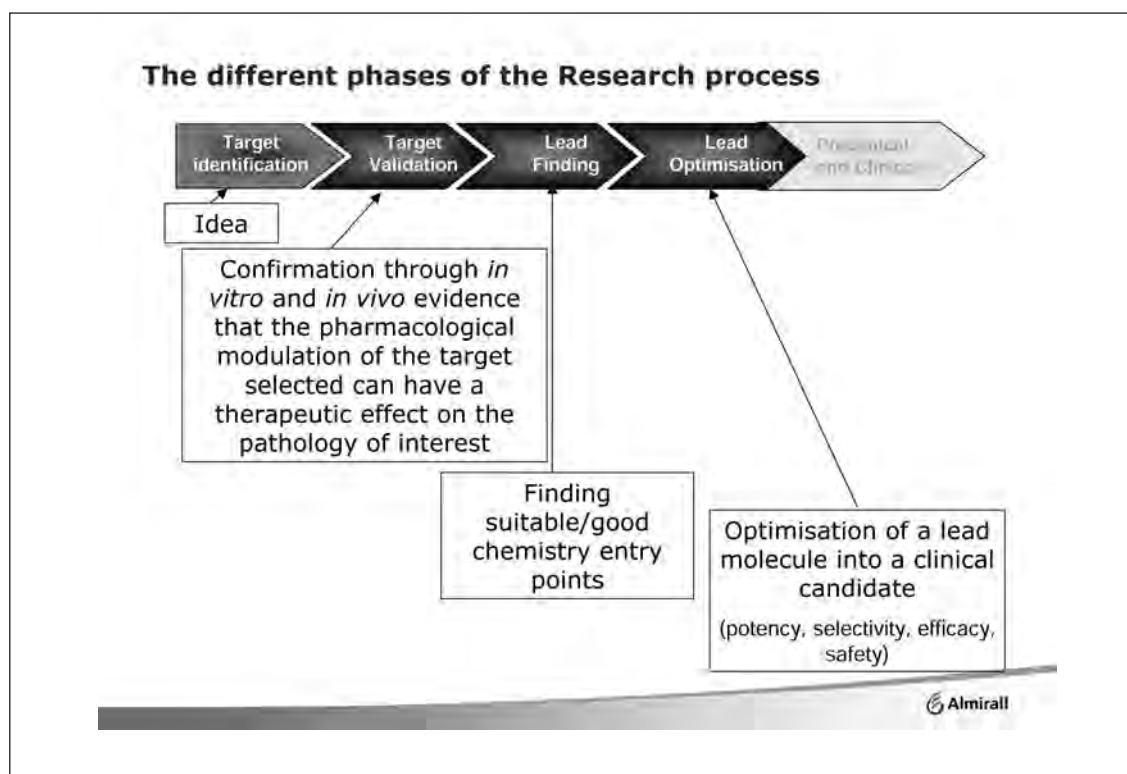 The different phases of the Research process
Target
identification
Target
Validation
Lead
Finding
Lead
Optimisation
Preclinical
and Clinical
Idea
Confirmation through in
vitro and in vivo evidence
that the pharmacological
modulation of the target
selected can have a
therapeutic effect on the
pathology of interest
Finding
suitable/good
chemistry entry
points
Optimisation of a lead
molecule into a clinical
candidate
(potency, selectivity, efficacy,
safety)
Almirall